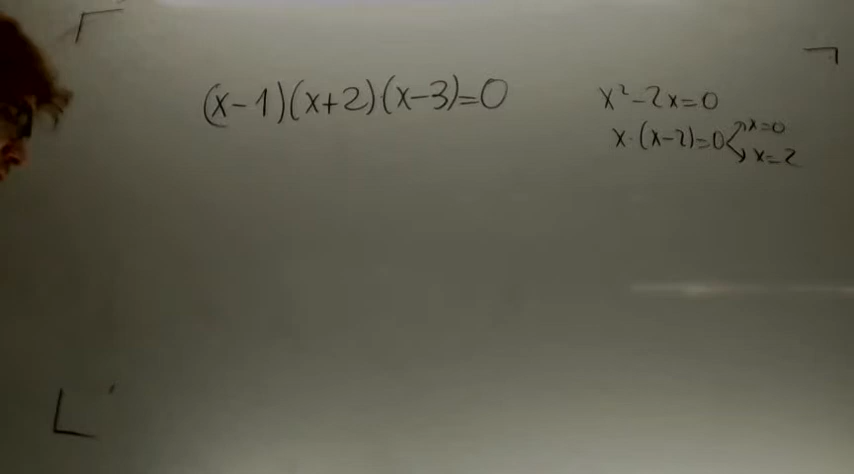 (x-1)(x+2)(x-3)=0
x²-2x=0
x·(x-2)=0
x=0
x=2